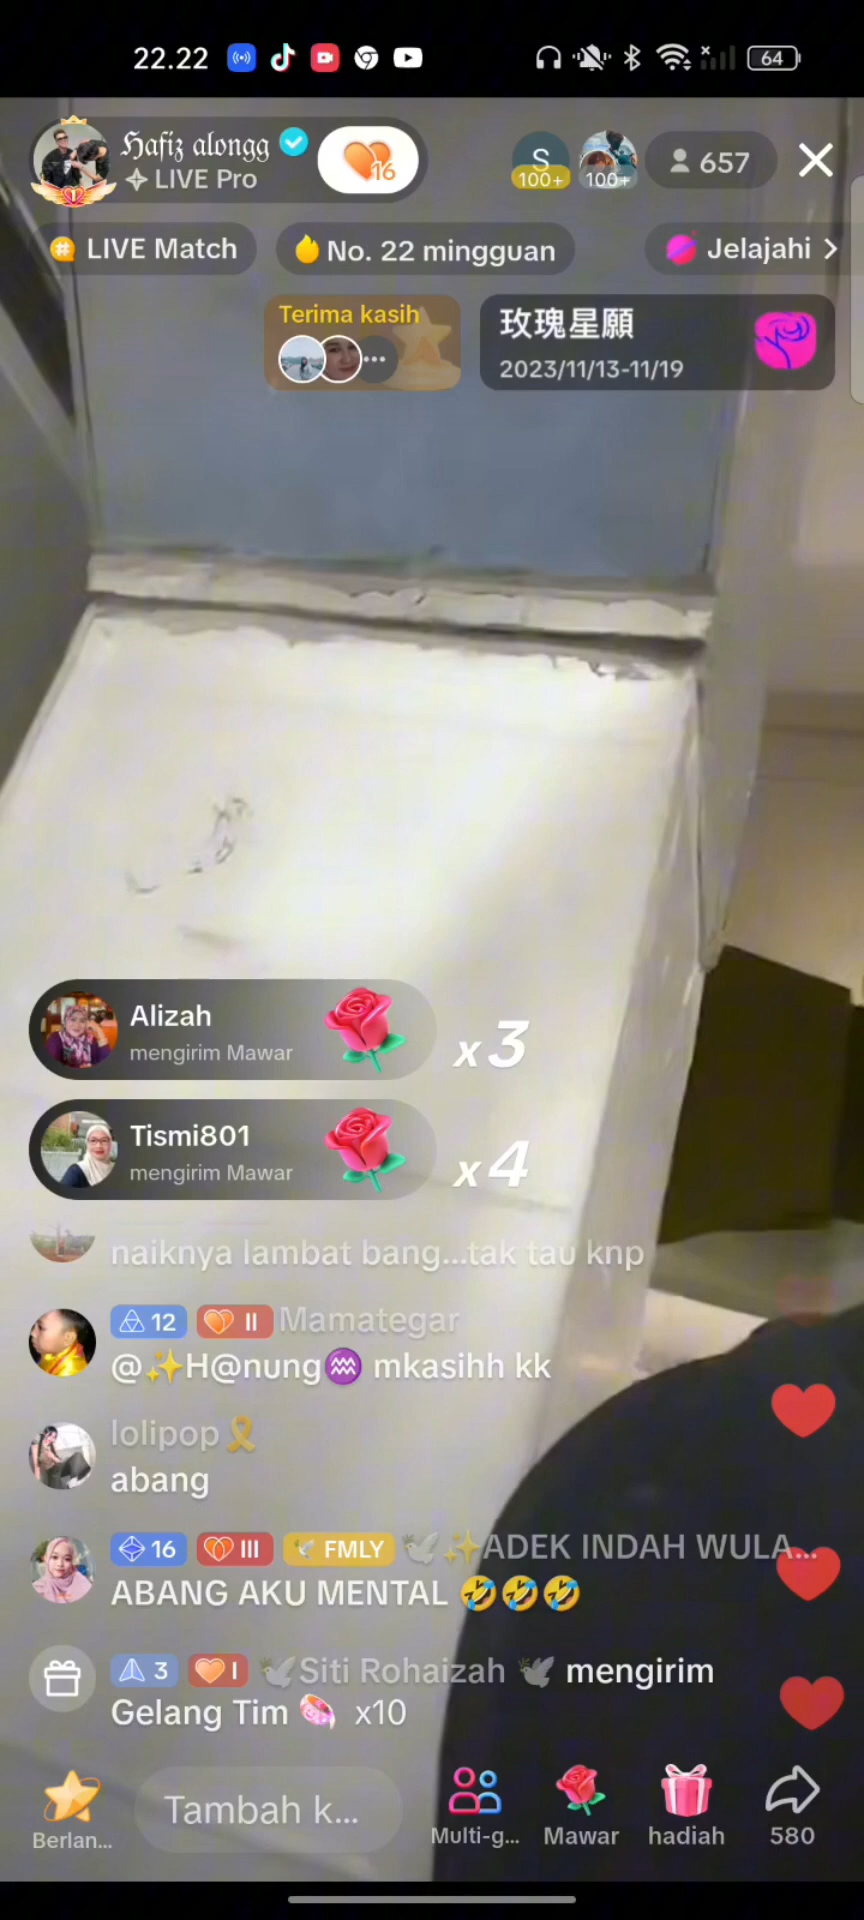 22.22
64
ℌafiz alongg
LIVE Pro
16
S
100+
100+
657
LIVE Match
No. 22 mingguan
Jelajahi
Terima kasih
玫瑰星願
2023/11/13-11/19
Alizah
mengirim Mawar
x3
Tismi801
mengirim Mawar
x4
naiknya lambat bang...tak tau knp
12 II Mamategar
@✨H@nung♒ mkasihh kk
lolipop🎗
abang
16 III FMLY 🕊✨ADEK INDAH WULA...
ABANG AKU MENTAL 🤣🤣🤣
3 I 🕊Siti Rohaizah 🕊 mengirim
Gelang Tim x10
Tambah k...
Berlan...
Multi-g...
Mawar
hadiah
580